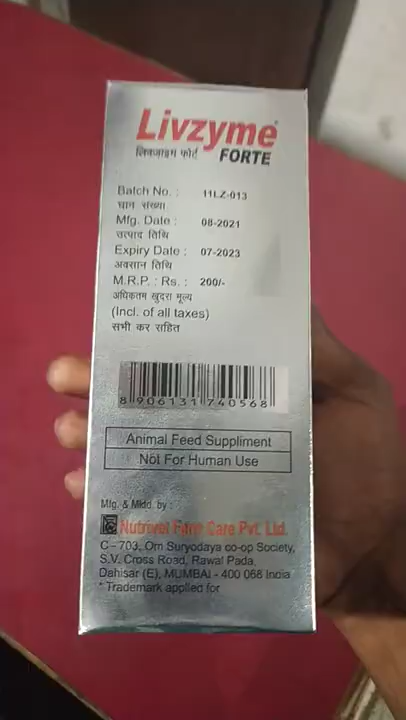 Livzyme
लिवजाइम फोर्ट FORTE
Batch No. : 11LZ-013
घान संख्या
Mfg. Date : 08-2021
उत्पाद तिथि
Expiry Date : 07-2023
अवसान तिथि
M.R.P. : Rs. : 200/-
अधिकतम खुदरा मूल्य
(Incl. of all taxes)
सभी कर सहित
8 906131 740568
Animal Feed Suppliment
Not For Human Use
Mfg. & Mktd. by :
Nutrivet Farm Care Pvt. Ltd.
C-703, Om Suryodaya co-op Society,
S.V. Cross Road, Rawal Pada,
Dahisar (E), MUMBAI - 400 068 India
* Trademark applied for